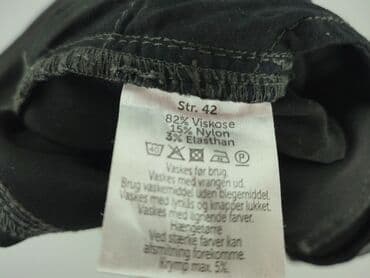 Str. 42
82% Viskose
15% Nylon
3% Elasthan
40 P
Vaskes før brug.
Vaskes med vrangen ud.
Brug vaskemiddel uden blegemiddel.
Vaskes med lynlås og knapper lukket.
Vaskes med lignende farver.
Hængetørre
Ved stærke farver kan
afsmitning forekomme.
Krymp max. 5%.